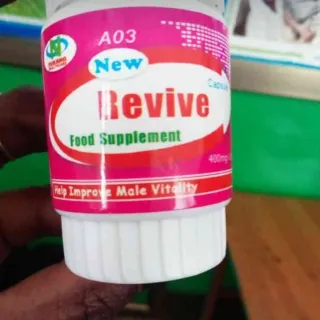 A03
New
Capsule
Revive
Food Supplement
400mg
Help Improve Male Vitality